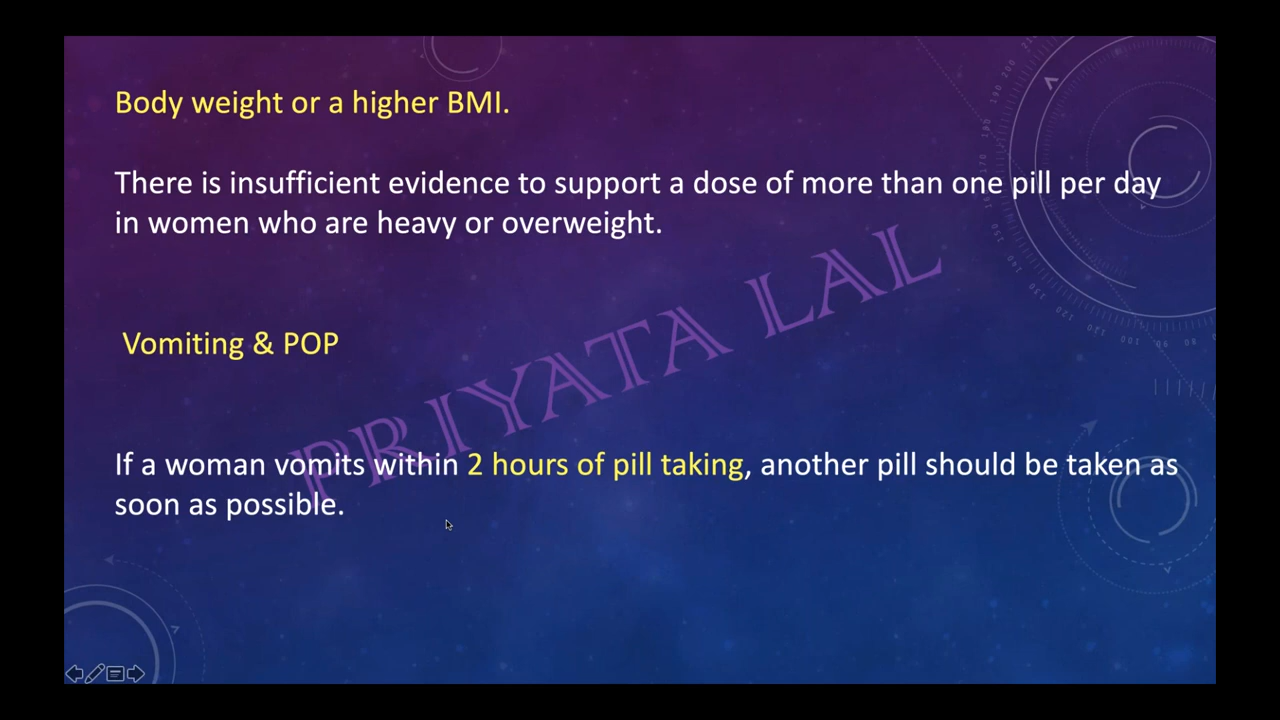 Body weight or a higher BMI.
There is insufficient evidence to support a dose of more than one pill per day
in women who are heavy or overweight.
PRIYATA LAL
Vomiting & POP
If a woman vomits within 2 hours of pill taking, another pill should be taken as
soon as possible.